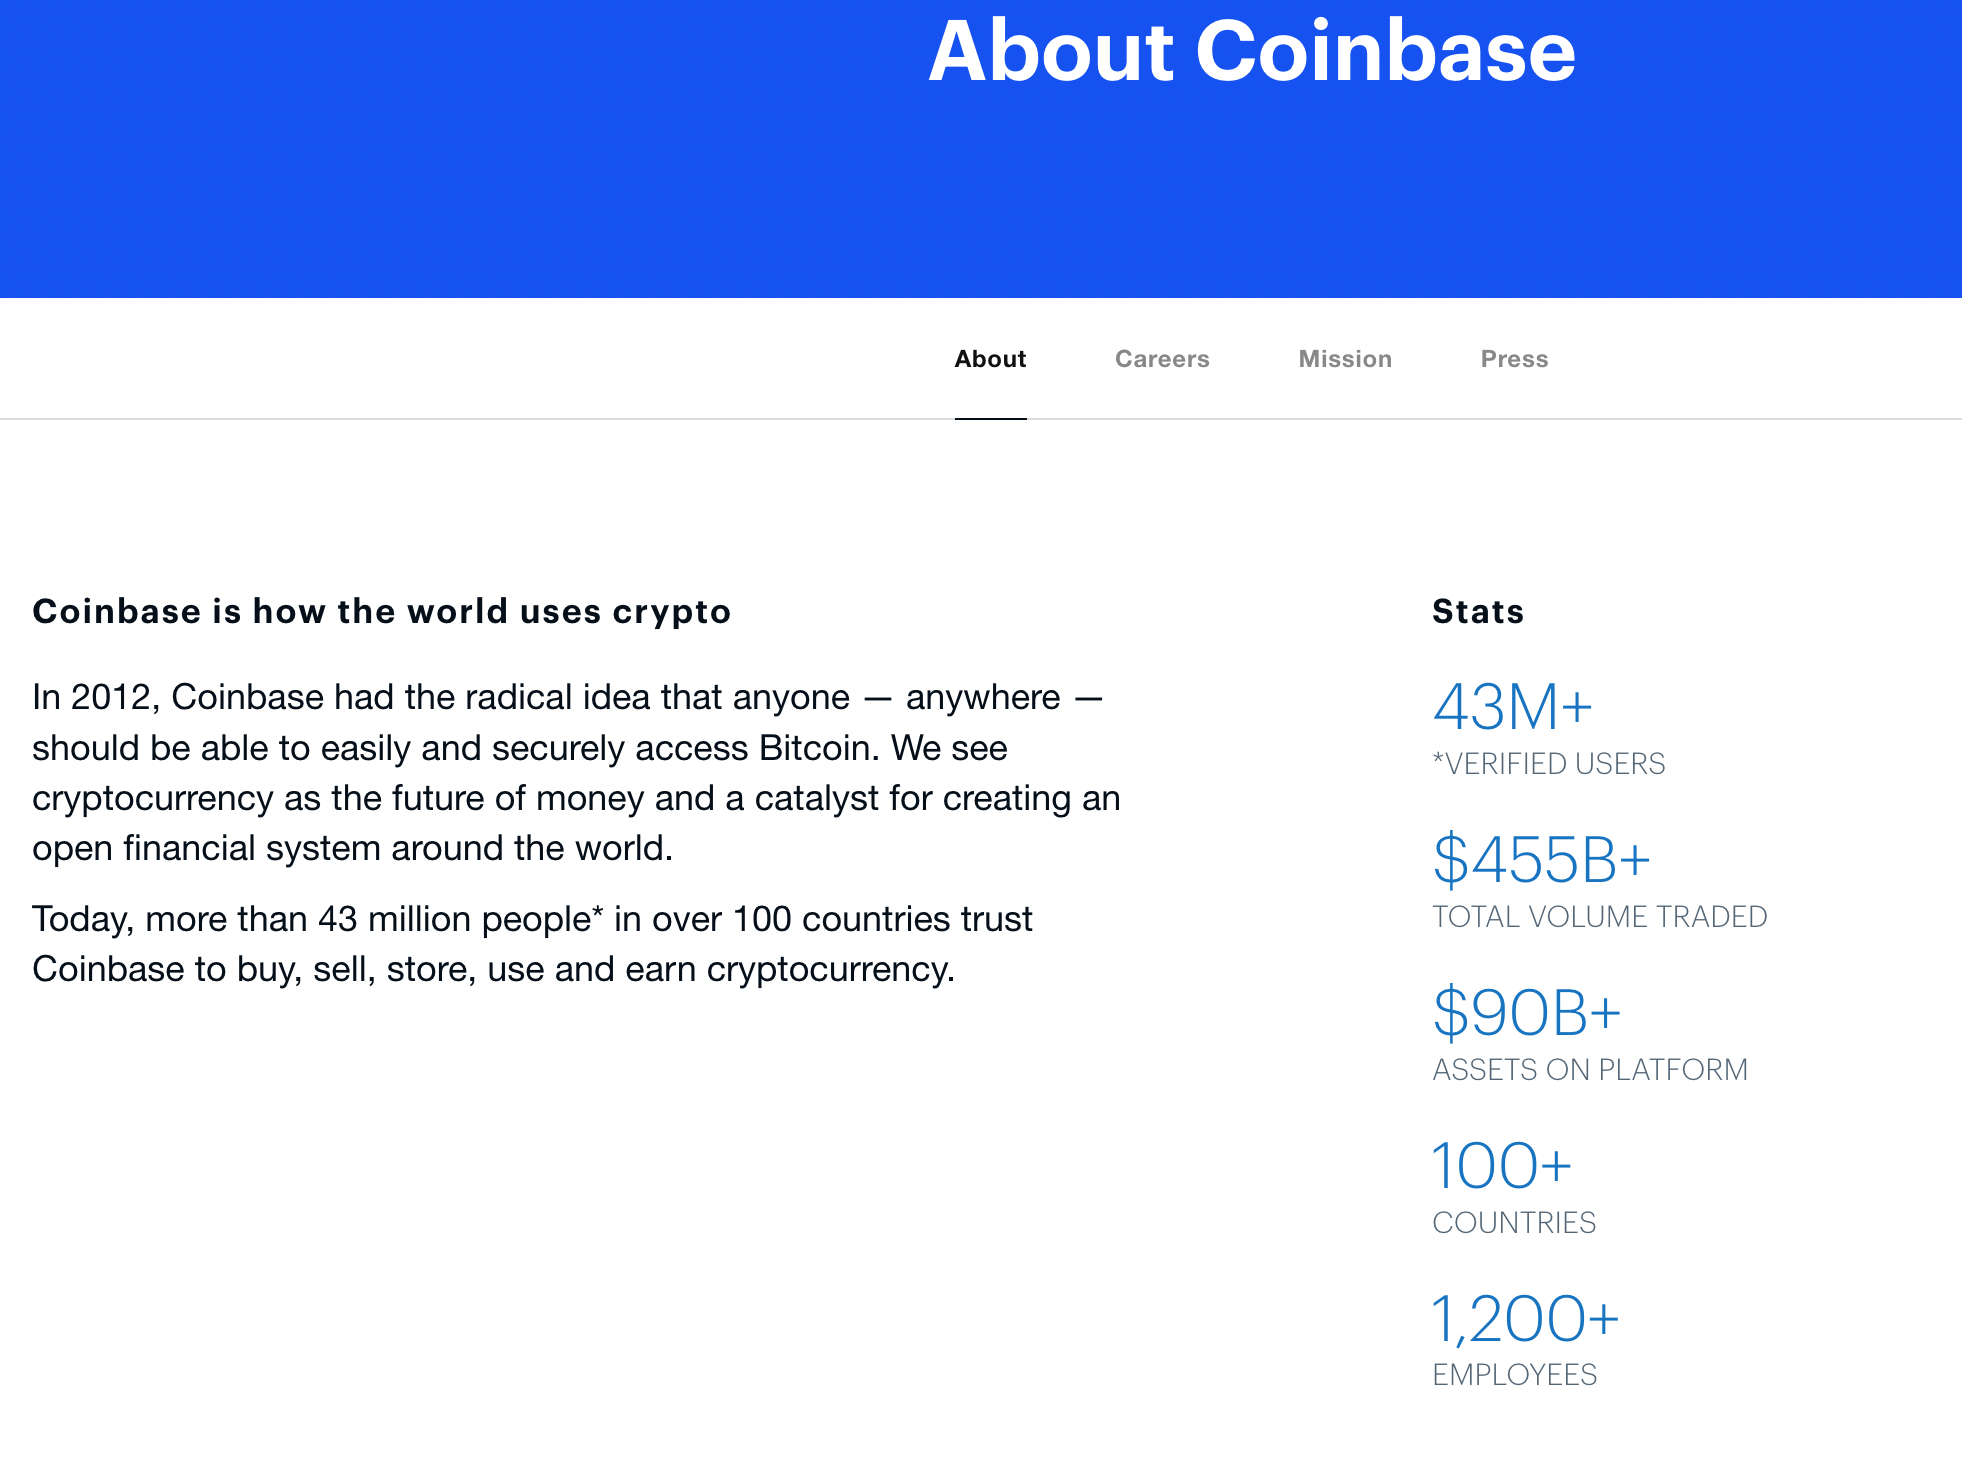 About Coinbase
About Careers Mission Press
Coinbase is how the world uses crypto
In 2012, Coinbase had the radical idea that anyone — anywhere —
should be able to easily and securely access Bitcoin. We see
cryptocurrency as the future of money and a catalyst for creating an
open financial system around the world.
Today, more than 43 million people* in over 100 countries trust
Coinbase to buy, sell, store, use and earn cryptocurrency.
Stats
43M+
*VERIFIED USERS
$455B+
TOTAL VOLUME TRADED
$90B+
ASSETS ON PLATFORM
100+
COUNTRIES
1,200+
EMPLOYEES